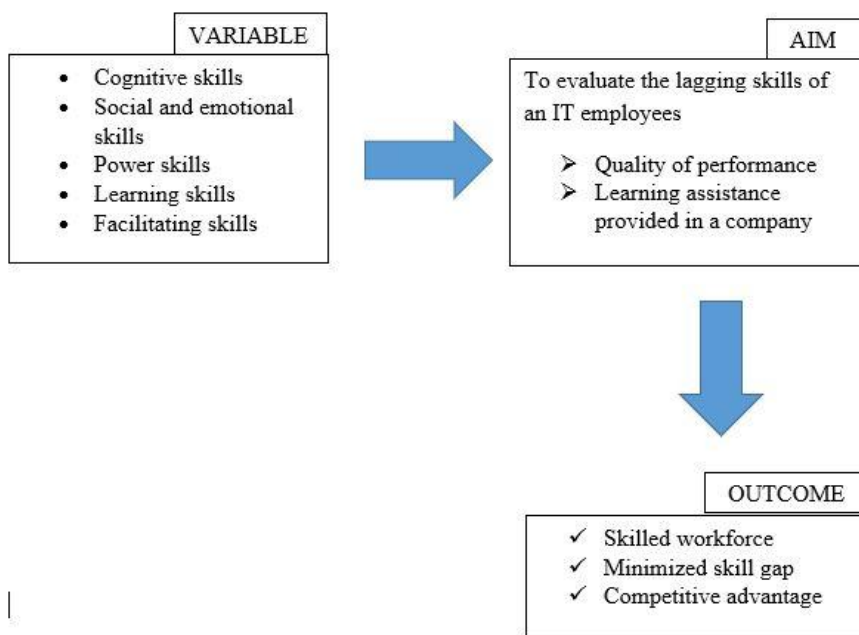 VARIABLE
• Cognitive skills
• Social and emotional
skills
• Power skills
• Learning skills
• Facilitating skills
AIM
To evaluate the lagging skills of
an IT employees
➢ Quality of performance
➢ Learning assistance
provided in a company
OUTCOME
✓ Skilled workforce
✓ Minimized skill gap
✓ Competitive advantage